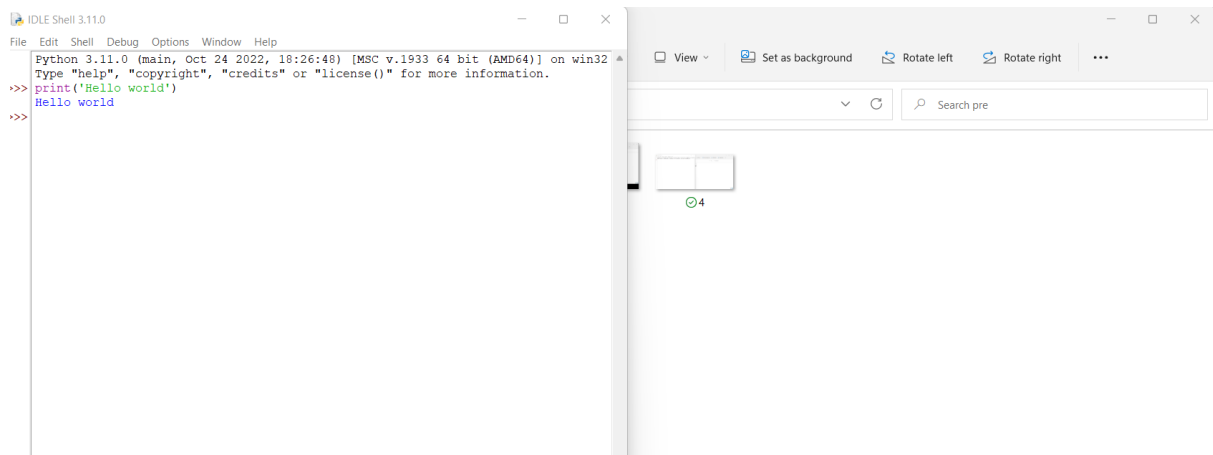 IDLE Shell 3.11.0
File Edit Shell Debug Options Window Help
Python 3.11.0 (main, Oct 24 2022, 18:26:48) [MSC v.1933 64 bit (AMD64)] on win32
Type "help", "copyright", "credits" or "license()" for more information.
>>> print('Hello world')
Hello world
>>>
View
Set as background
Rotate left
Rotate right
Search pre
4